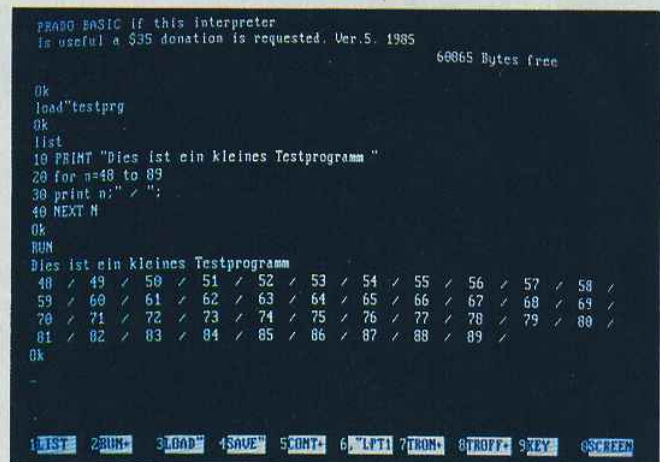 PRADO BASIC if this interpreter
is useful a $35 donation is requested. Ver.5. 1985
60865 Bytes free
Ok
load"testprg
Ok
list
10 PRINT "Dies ist ein kleines Testprogramm "
20 for n=48 to 89
30 print n;" / ";
40 NEXT N
Ok
RUN
Dies ist ein kleines Testprogramm
48 / 49 / 50 / 51 / 52 / 53 / 54 / 55 / 56 / 57 / 58 /
59 / 60 / 61 / 62 / 63 / 64 / 65 / 66 / 67 / 68 / 69 /
70 / 71 / 72 / 73 / 74 / 75 / 76 / 77 / 78 / 79 / 80 /
81 / 82 / 83 / 84 / 85 / 86 / 87 / 88 / 89 /
Ok
1LIST 2RUN← 3LOAD" 4SAVE" 5CONT← 6,"LPT1 7TRON← 8TROFF← 9KEY 0SCREEN